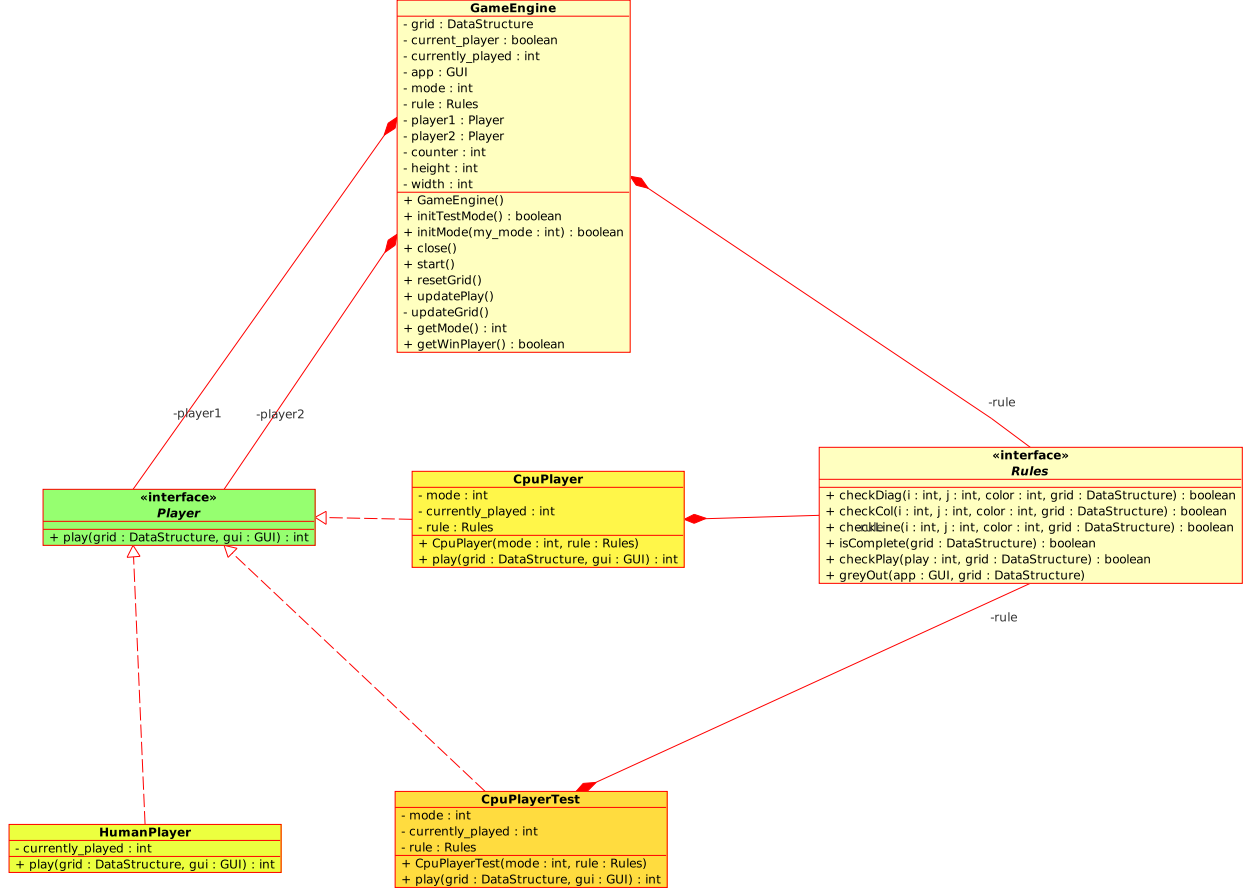 GameEngine
- grid : DataStructure
- current_player : boolean
- currently_played : int
- app : GUI
- mode : int
- rule : Rules
- player1 : Player
- player2 : Player
- counter : int
- height : int
- width : int
+ GameEngine()
+ initTestMode() : boolean
+ initMode(my_mode : int) : boolean
+ close()
+ start()
+ resetGrid()
+ updatePlay()
- updateGrid()
+ getMode() : int
+ getWinPlayer() : boolean
-player1
-player2
-rule
«interface»
Player
+ play(grid : DataStructure, gui : GUI) : int
CpuPlayer
- mode : int
- currently_played : int
- rule : Rules
+ CpuPlayer(mode : int, rule : Rules)
+ play(grid : DataStructure, gui : GUI) : int
«interface»
Rules
+ checkDiag(i : int, j : int, color : int, grid : DataStructure) : boolean
+ checkCol(i : int, j : int, color : int, grid : DataStructure) : boolean
+ checkLine(i : int, j : int, color : int, grid : DataStructure) : boolean
+ isComplete(grid : DataStructure) : boolean
+ checkPlay(play : int, grid : DataStructure) : boolean
+ greyOut(app : GUI, grid : DataStructure)
-rule
HumanPlayer
- currently_played : int
+ play(grid : DataStructure, gui : GUI) : int
CpuPlayerTest
- mode : int
- currently_played : int
- rule : Rules
+ CpuPlayerTest(mode : int, rule : Rules)
+ play(grid : DataStructure, gui : GUI) : int